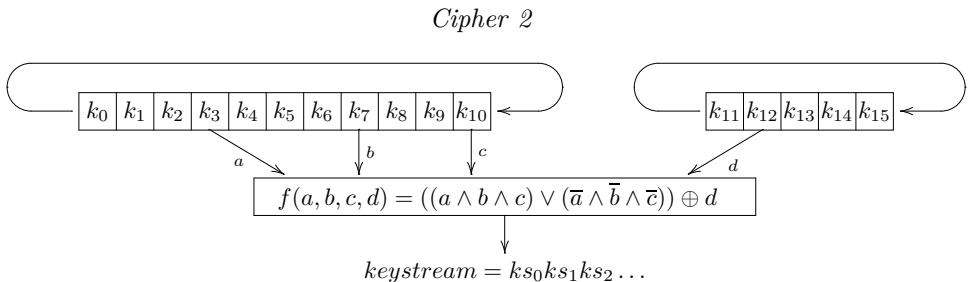 Cipher 2
k₀ k₁ k₂ k₃ k₄ k₅ k₆ k₇ k₈ k₉ k₁₀ k₁₁ k₁₂ k₁₃ k₁₄ k₁₅
a b c d
f(a, b, c, d) = ((a ∧ b ∧ c) ∨ (a̅ ∧ b̅ ∧ c̅)) ⊕ d
keystream = ks₀ks₁ks₂ . . .